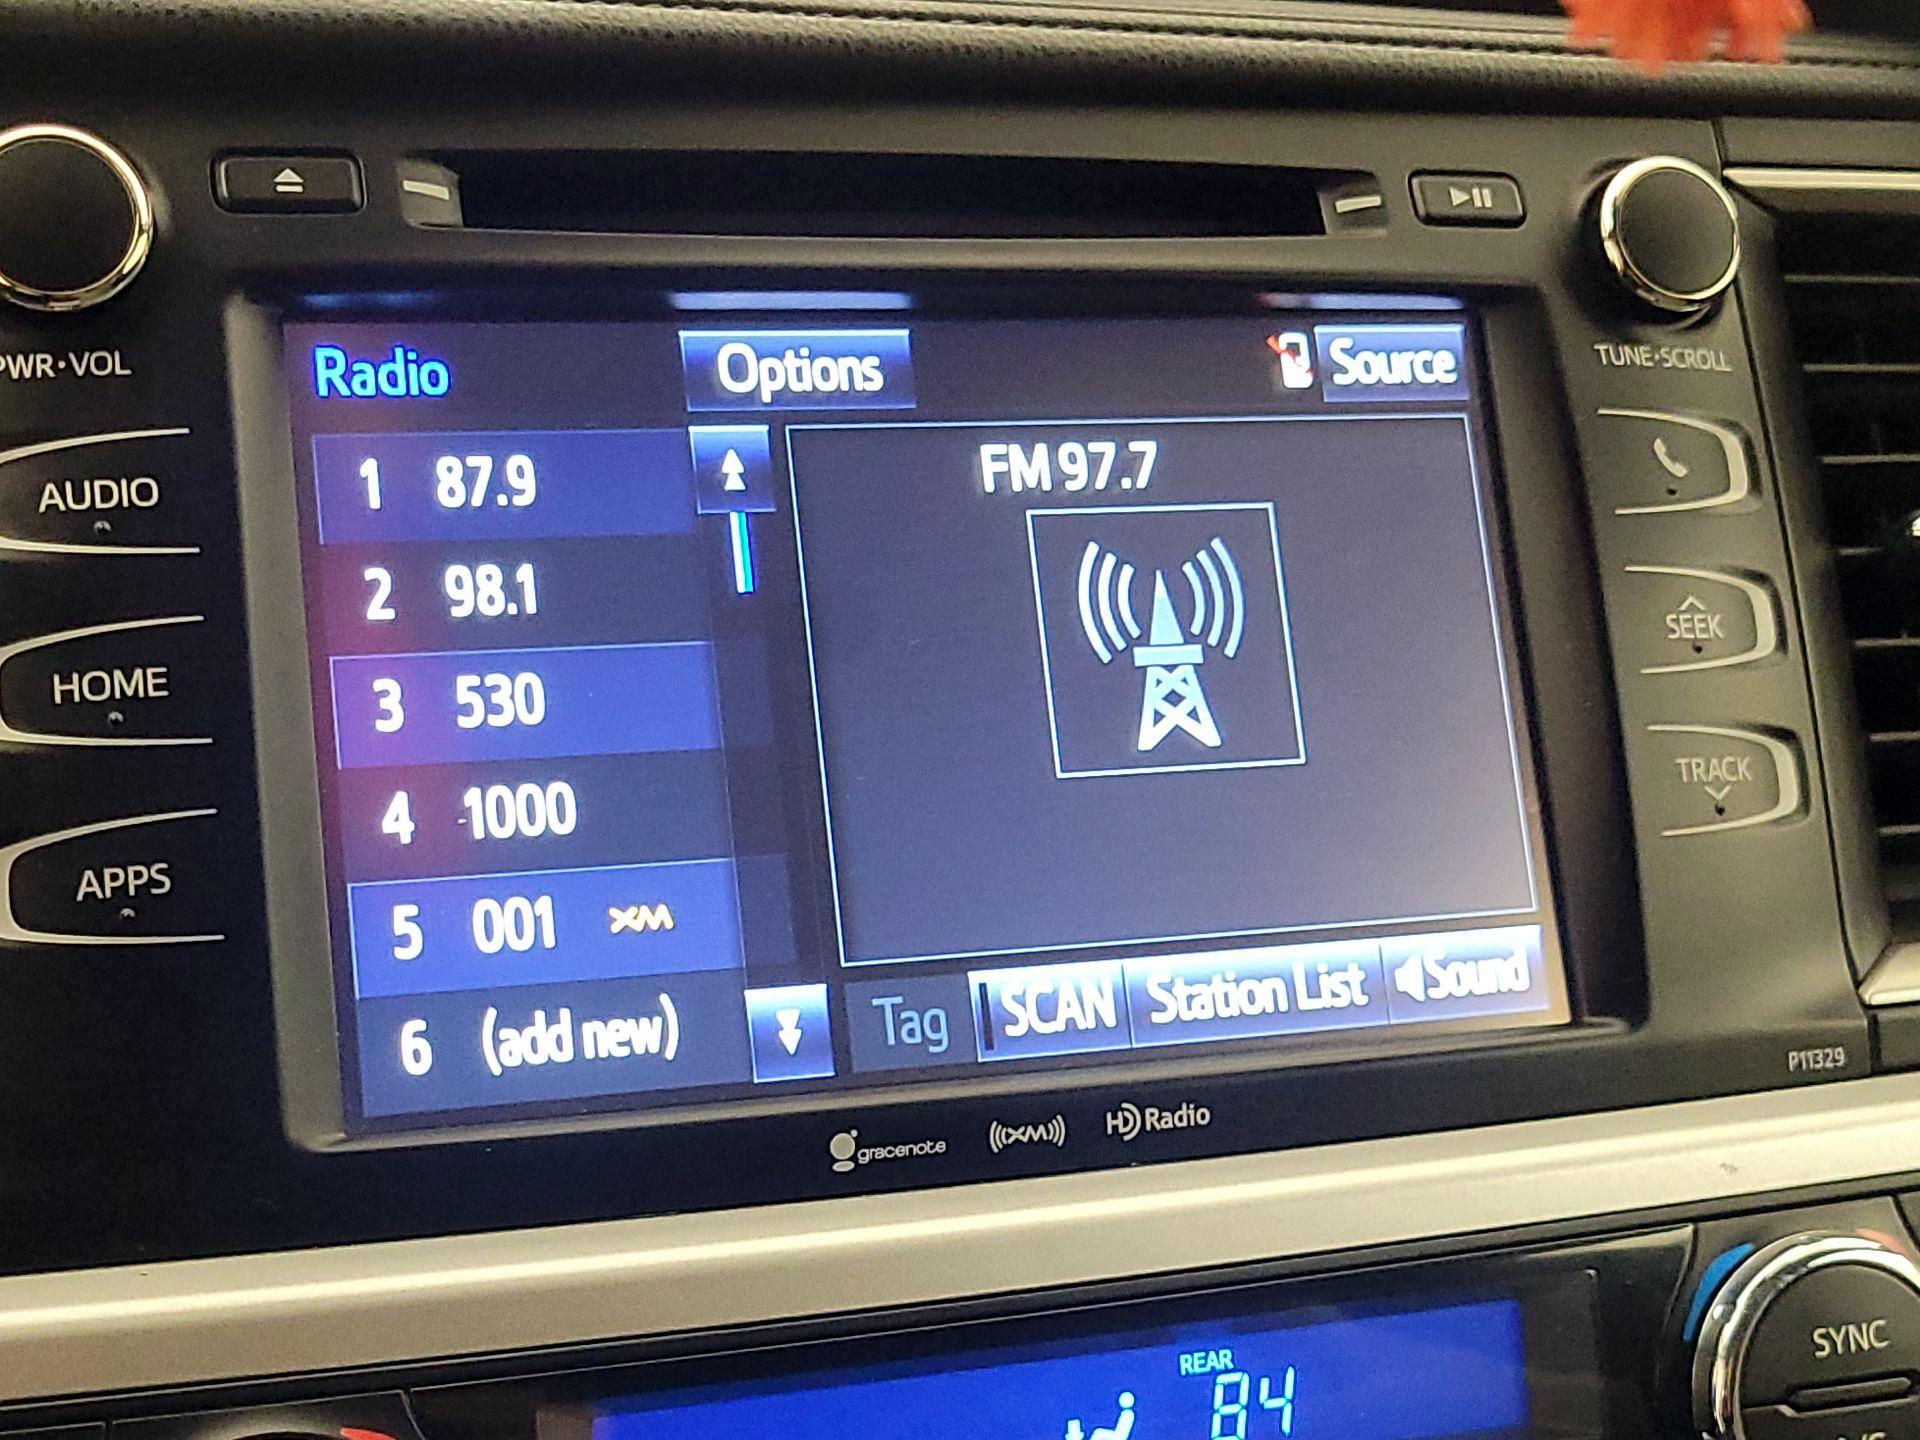 PWR·VOL
TUNE·SCROLL
AUDIO
HOME
APPS
Radio
Options
Source
1 87.9
2 98.1
3 530
4 1000
5 001 XM
6 (add new)
FM 97.7
Tag
SCAN
Station List
Sound
SEEK
TRACK
P11329
gracenote
((XM))
HD Radio
REAR
84
SYNC